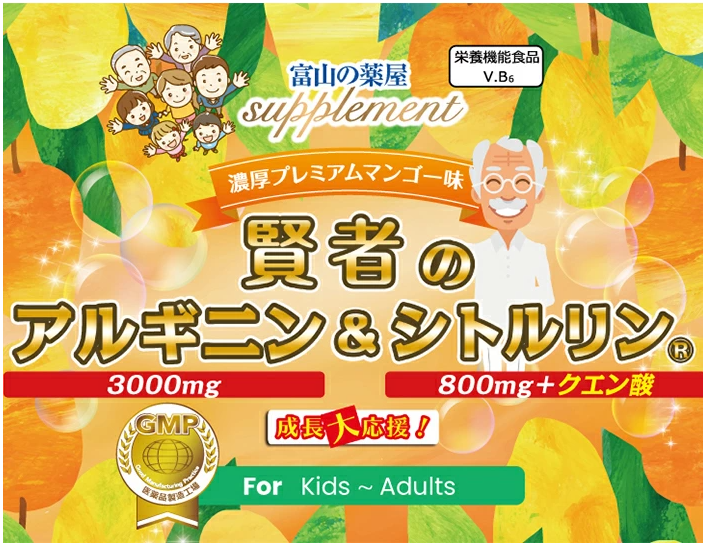 富山の薬屋
supplement
栄養機能食品
V.B₆
濃厚プレミアムマンゴー味
賢者の
アルギニン&シトルリン®
3000mg
800mg+クエン酸
GMP
Good Manufacturing Practice
医薬品製造工場
成長大応援!
For Kids ~ Adults